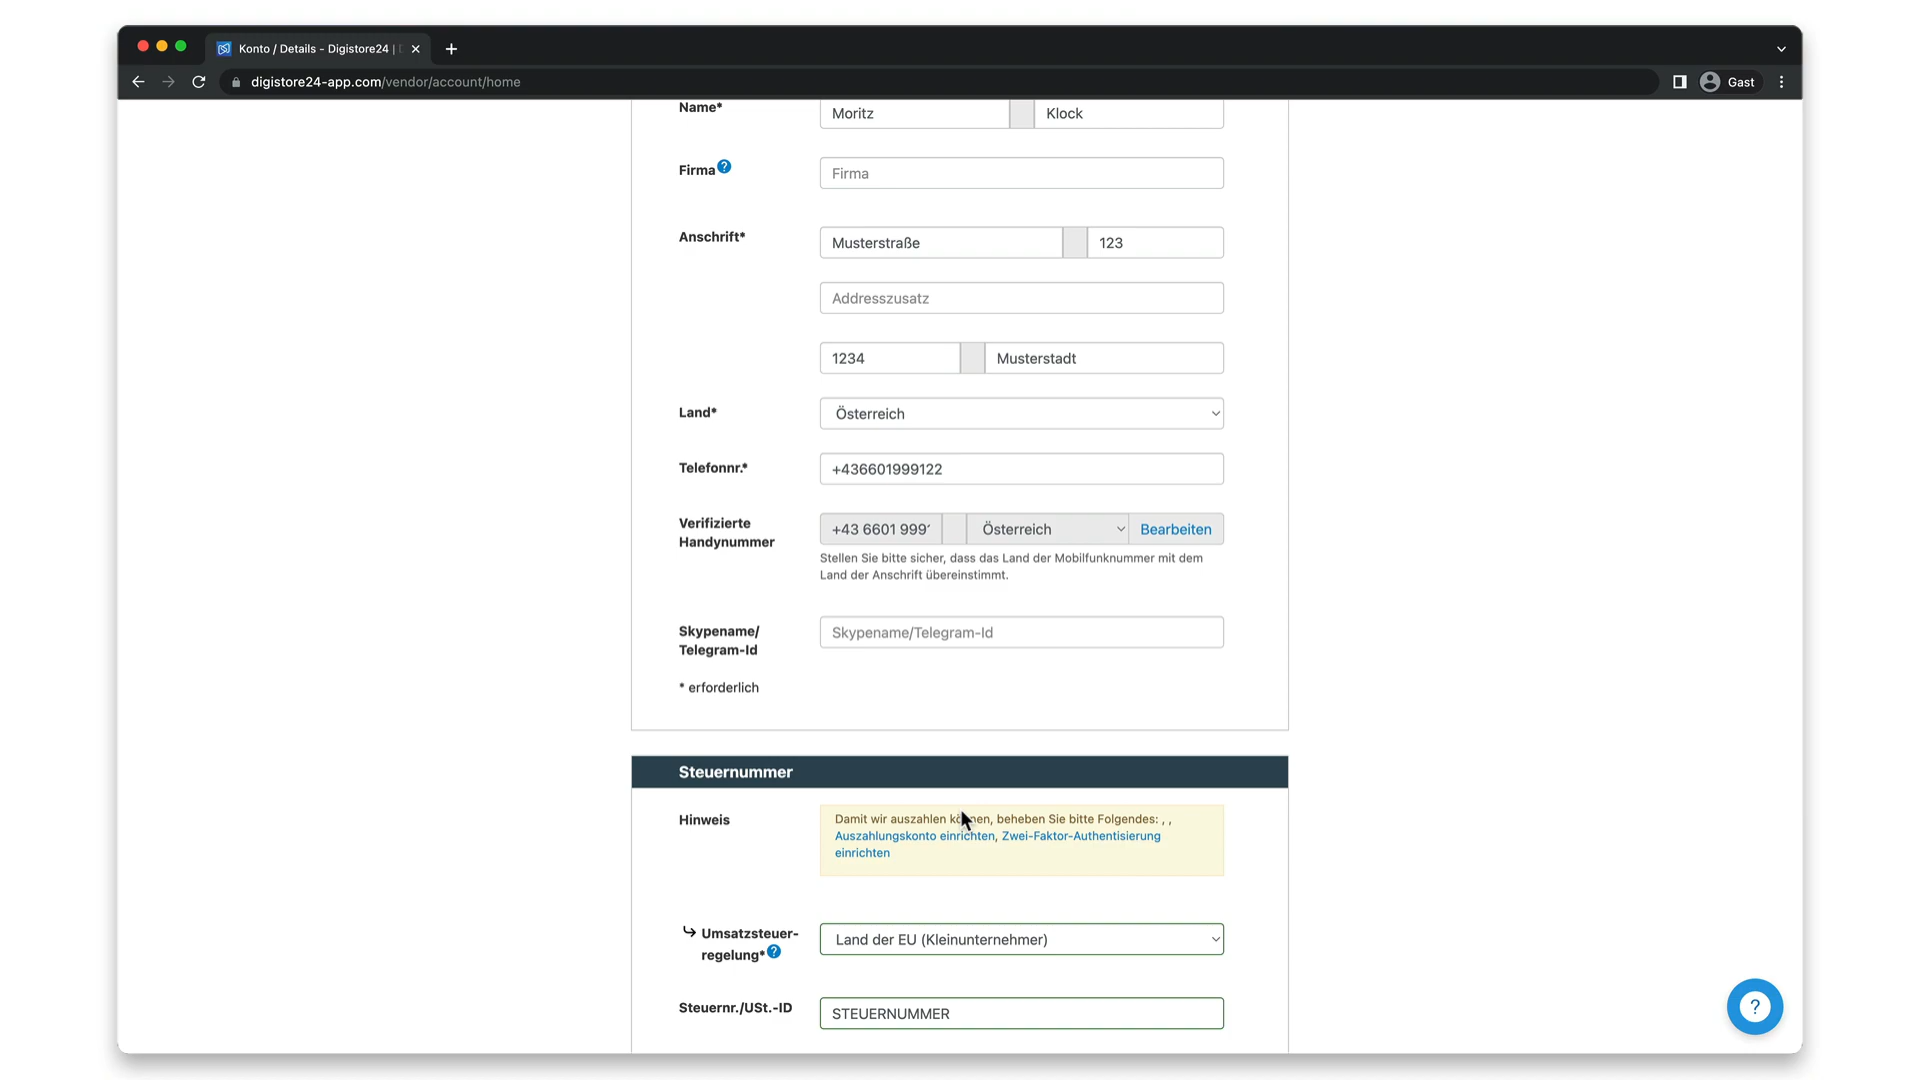 Konto / Details - Digistore24 |
digistore24-app.com/vendor/account/home
Gast
Name*
Moritz
Klock
Firma
Firma
Anschrift*
Musterstraße
123
Addresszusatz
1234
Musterstadt
Land*
Österreich
Telefonnr.*
+436601999122
Verifizierte
Handynummer
+43 6601 999
Österreich
Bearbeiten
Stellen Sie bitte sicher, dass das Land der Mobilfunknummer mit dem
Land der Anschrift übereinstimmt.
Skypename/
Telegram-Id
Skypename/Telegram-Id
* erforderlich
Steuernummer
Hinweis
Damit wir auszahlen können, beheben Sie bitte Folgendes: , ,
Auszahlungskonto einrichten, Zwei-Faktor-Authentisierung
einrichten
Umsatzsteuer-
regelung*
Land der EU (Kleinunternehmer)
Steuernr./USt.-ID
STEUERNUMMER